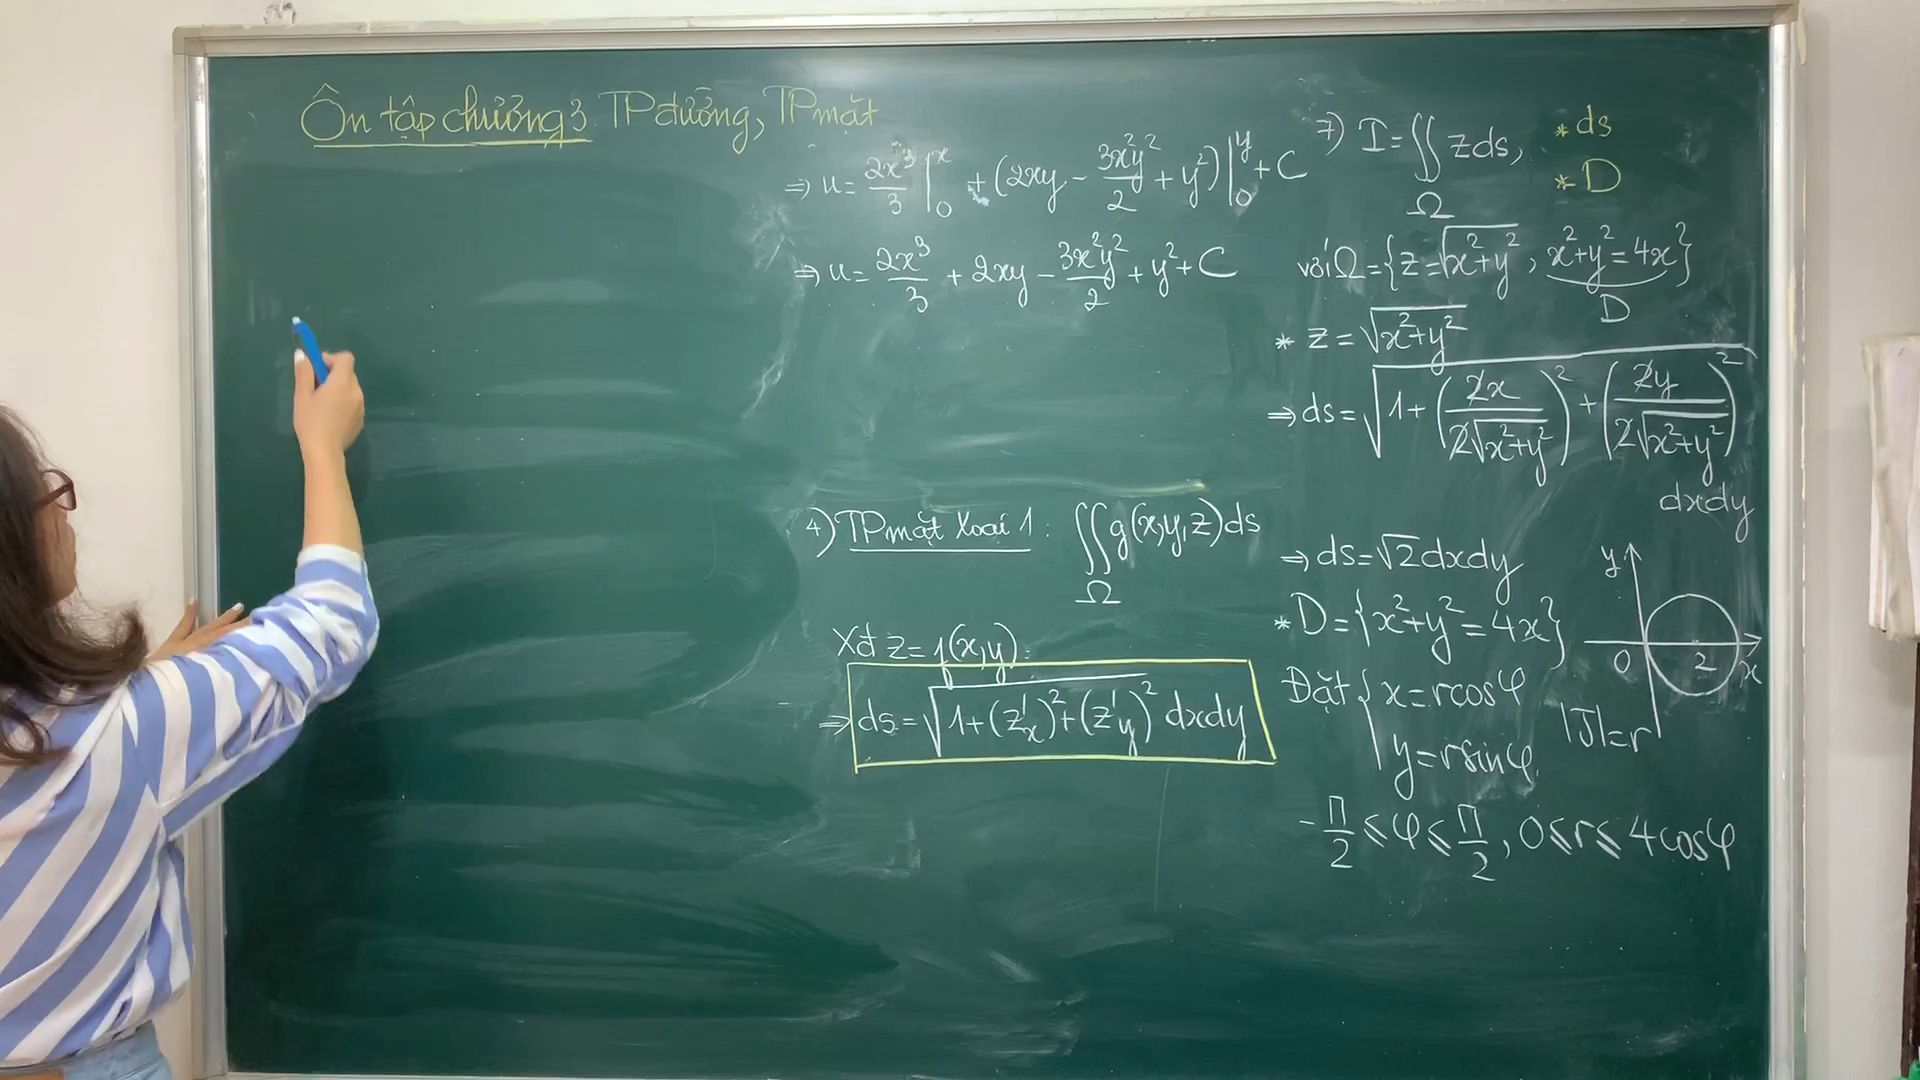 Ôn tập chương 3 TP đường, TP mặt
⇒ u = 2x³/3 |₀ˣ + (2xy - 3x²y²/2 + y²)|₀ʸ + C
⇒ u = 2x³/3 + 2xy - 3x²y²/2 + y² + C
4) TP mặt loại 1: ∬_Ω g(x,y,z)ds
Xđ z = f(x,y):
⇒ ds = √(1+(z'ₓ)²+(z'ᵧ)²) dxdy
7) I = ∬_Ω zds,
* ds
* D
với Ω = {z = √(x²+y²), x²+y² = 4x}
D
* z = √(x²+y²)
⇒ ds = √(1 + (2x/(2√(x²+y²)))² + (2y/(2√(x²+y²)))²)
dxdy
⇒ ds = √2 dxdy
* D = {x²+y² = 4x}
y
0 2 x
Đặt { x = rcosφ
y = rsinφ
|J| = r
-π/2 ⩽ φ ⩽ π/2, 0 ⩽ r ⩽ 4cosφ